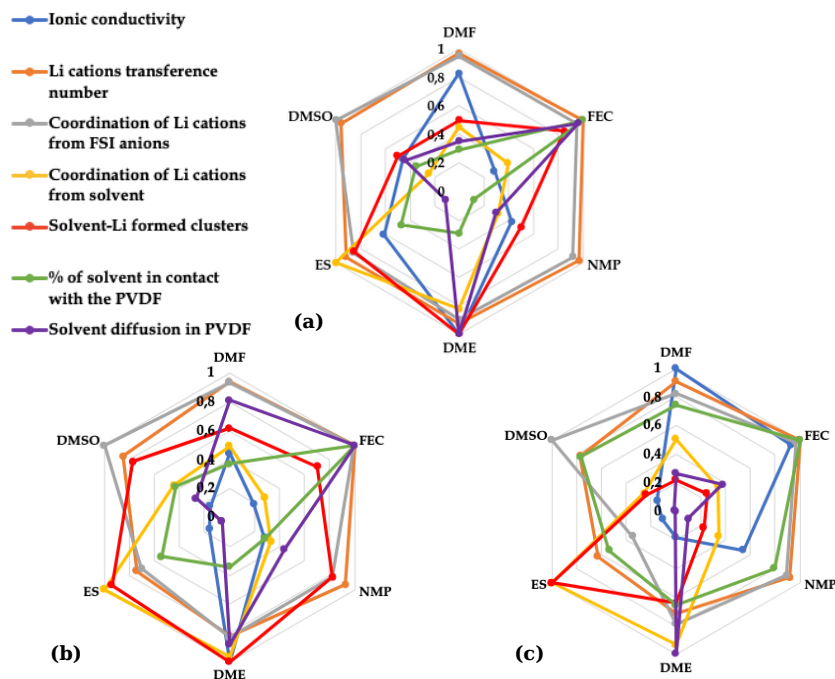 Ionic conductivity
Li cations transference
number
Coordination of Li cations
from FSI anions
Coordination of Li cations
from solvent
Solvent-Li formed clusters
% of solvent in contact
with the PVDF
Solvent diffusion in PVDF
DMF
1
0,8
0,6
0,4
0,2
0
FEC
NMP
DME
ES
DMSO
(a)
DMF
1
0,8
0,6
0,4
0,2
0
FEC
NMP
DME
ES
DMSO
(b)
DMF
1
0,8
0,6
0,4
0,2
0
FEC
NMP
DME
ES
DMSO
(c)